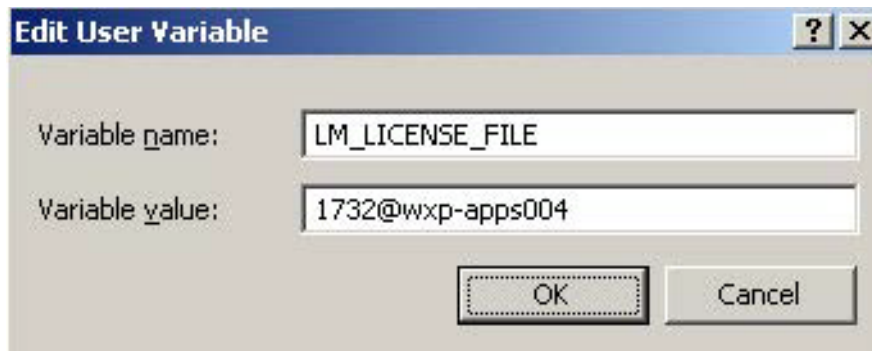 Edit User Variable
Variable name: LM_LICENSE_FILE
Variable value: 1732@wxp-apps004
OK Cancel